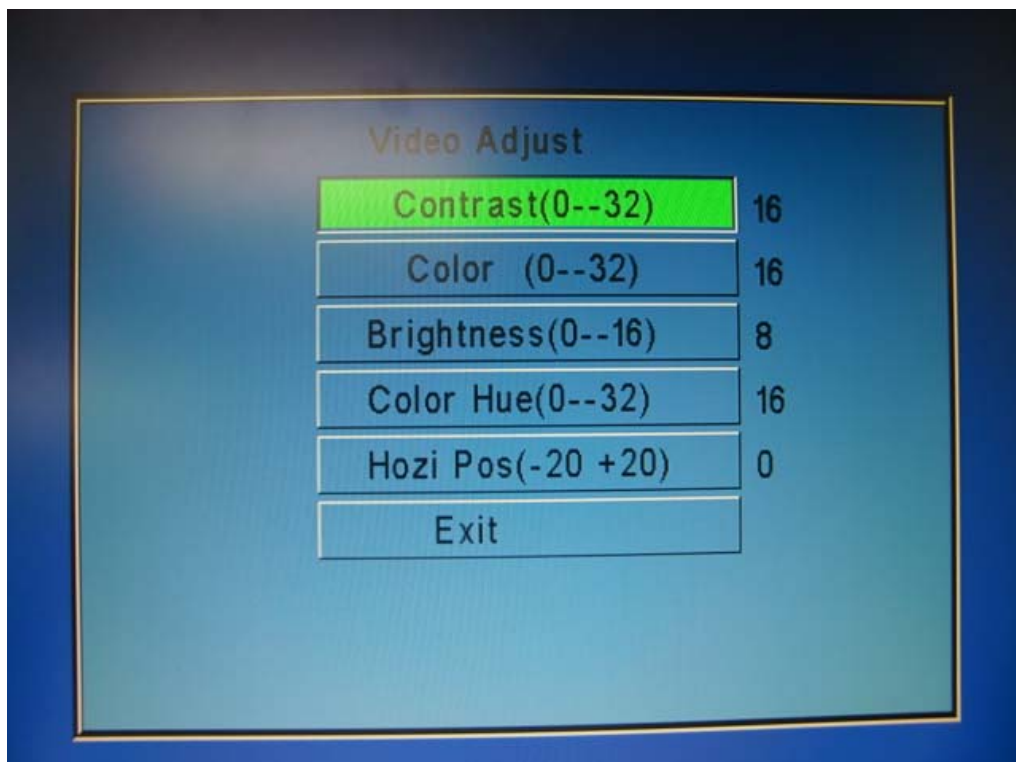 Video Adjust
Contrast(0--32) 16
Color (0--32) 16
Brightness(0--16) 8
Color Hue(0--32) 16
Hozi Pos(-20 +20) 0
Exit